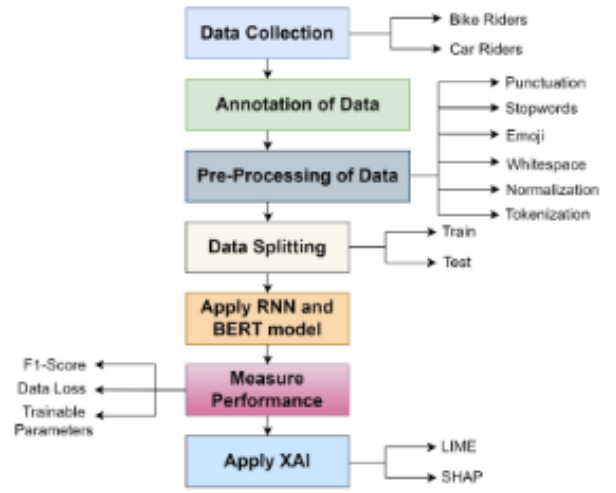 Data Collection
Bike Riders
Car Riders
Annotation of Data
Pre-Processing of Data
Punctuation
Stopwords
Emoji
Whitespace
Normalization
Tokenization
Data Splitting
Train
Test
Apply RNN and
BERT model
Measure
Performance
F1-Score
Data Loss
Trainable
Parameters
Apply XAI
LIME
SHAP